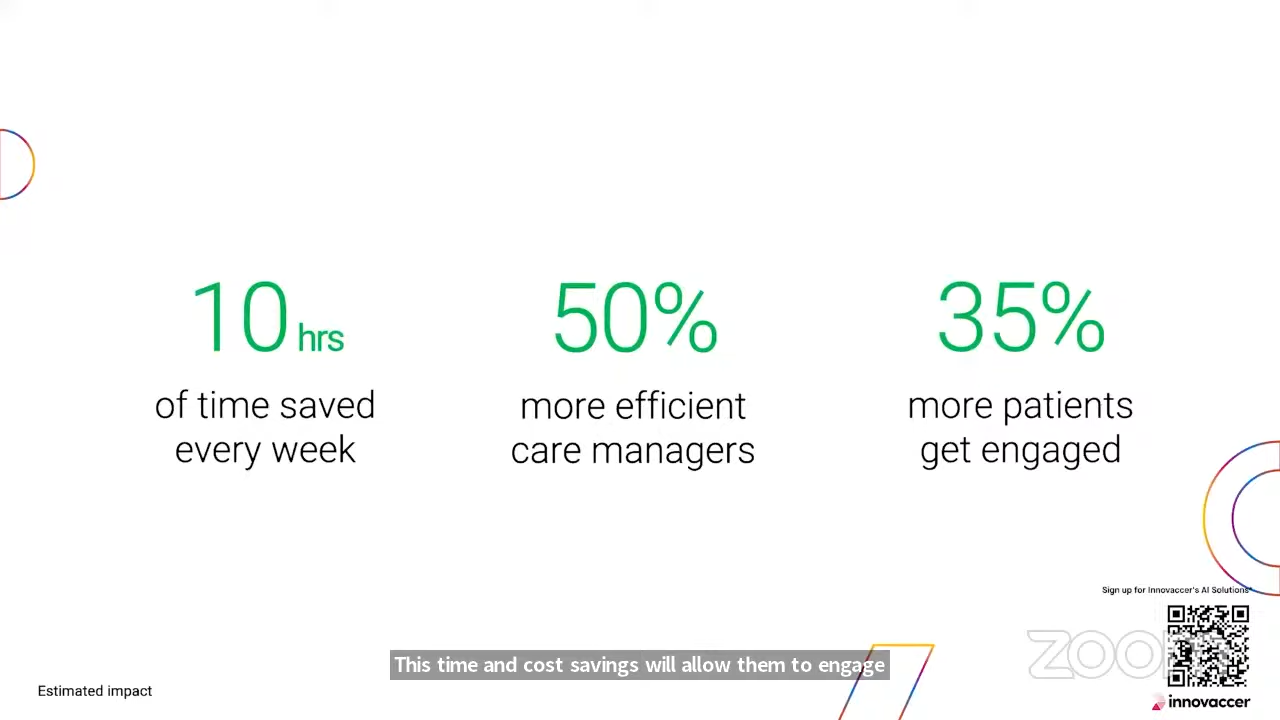 10 hrs
of time saved
every week
50%
more efficient
care managers
35%
more patients
get engaged
Sign up for Innovaccer's AI Solutions*
zoom
This time and cost savings will allow them to engage
Estimated impact
innovaccer